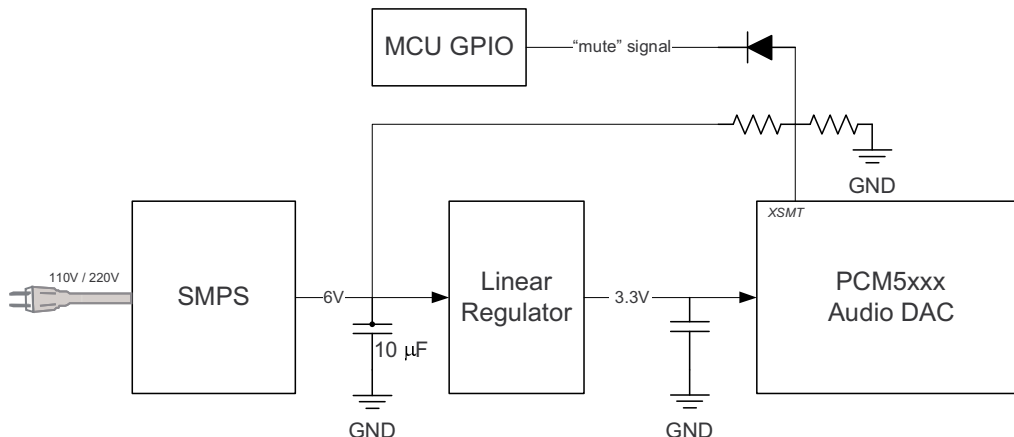 MCU GPIO
“mute” signal
GND
XSMT
110V / 220V
SMPS
6V
Linear
Regulator
3.3V
PCM5xxx
Audio DAC
10 μF
GND
GND